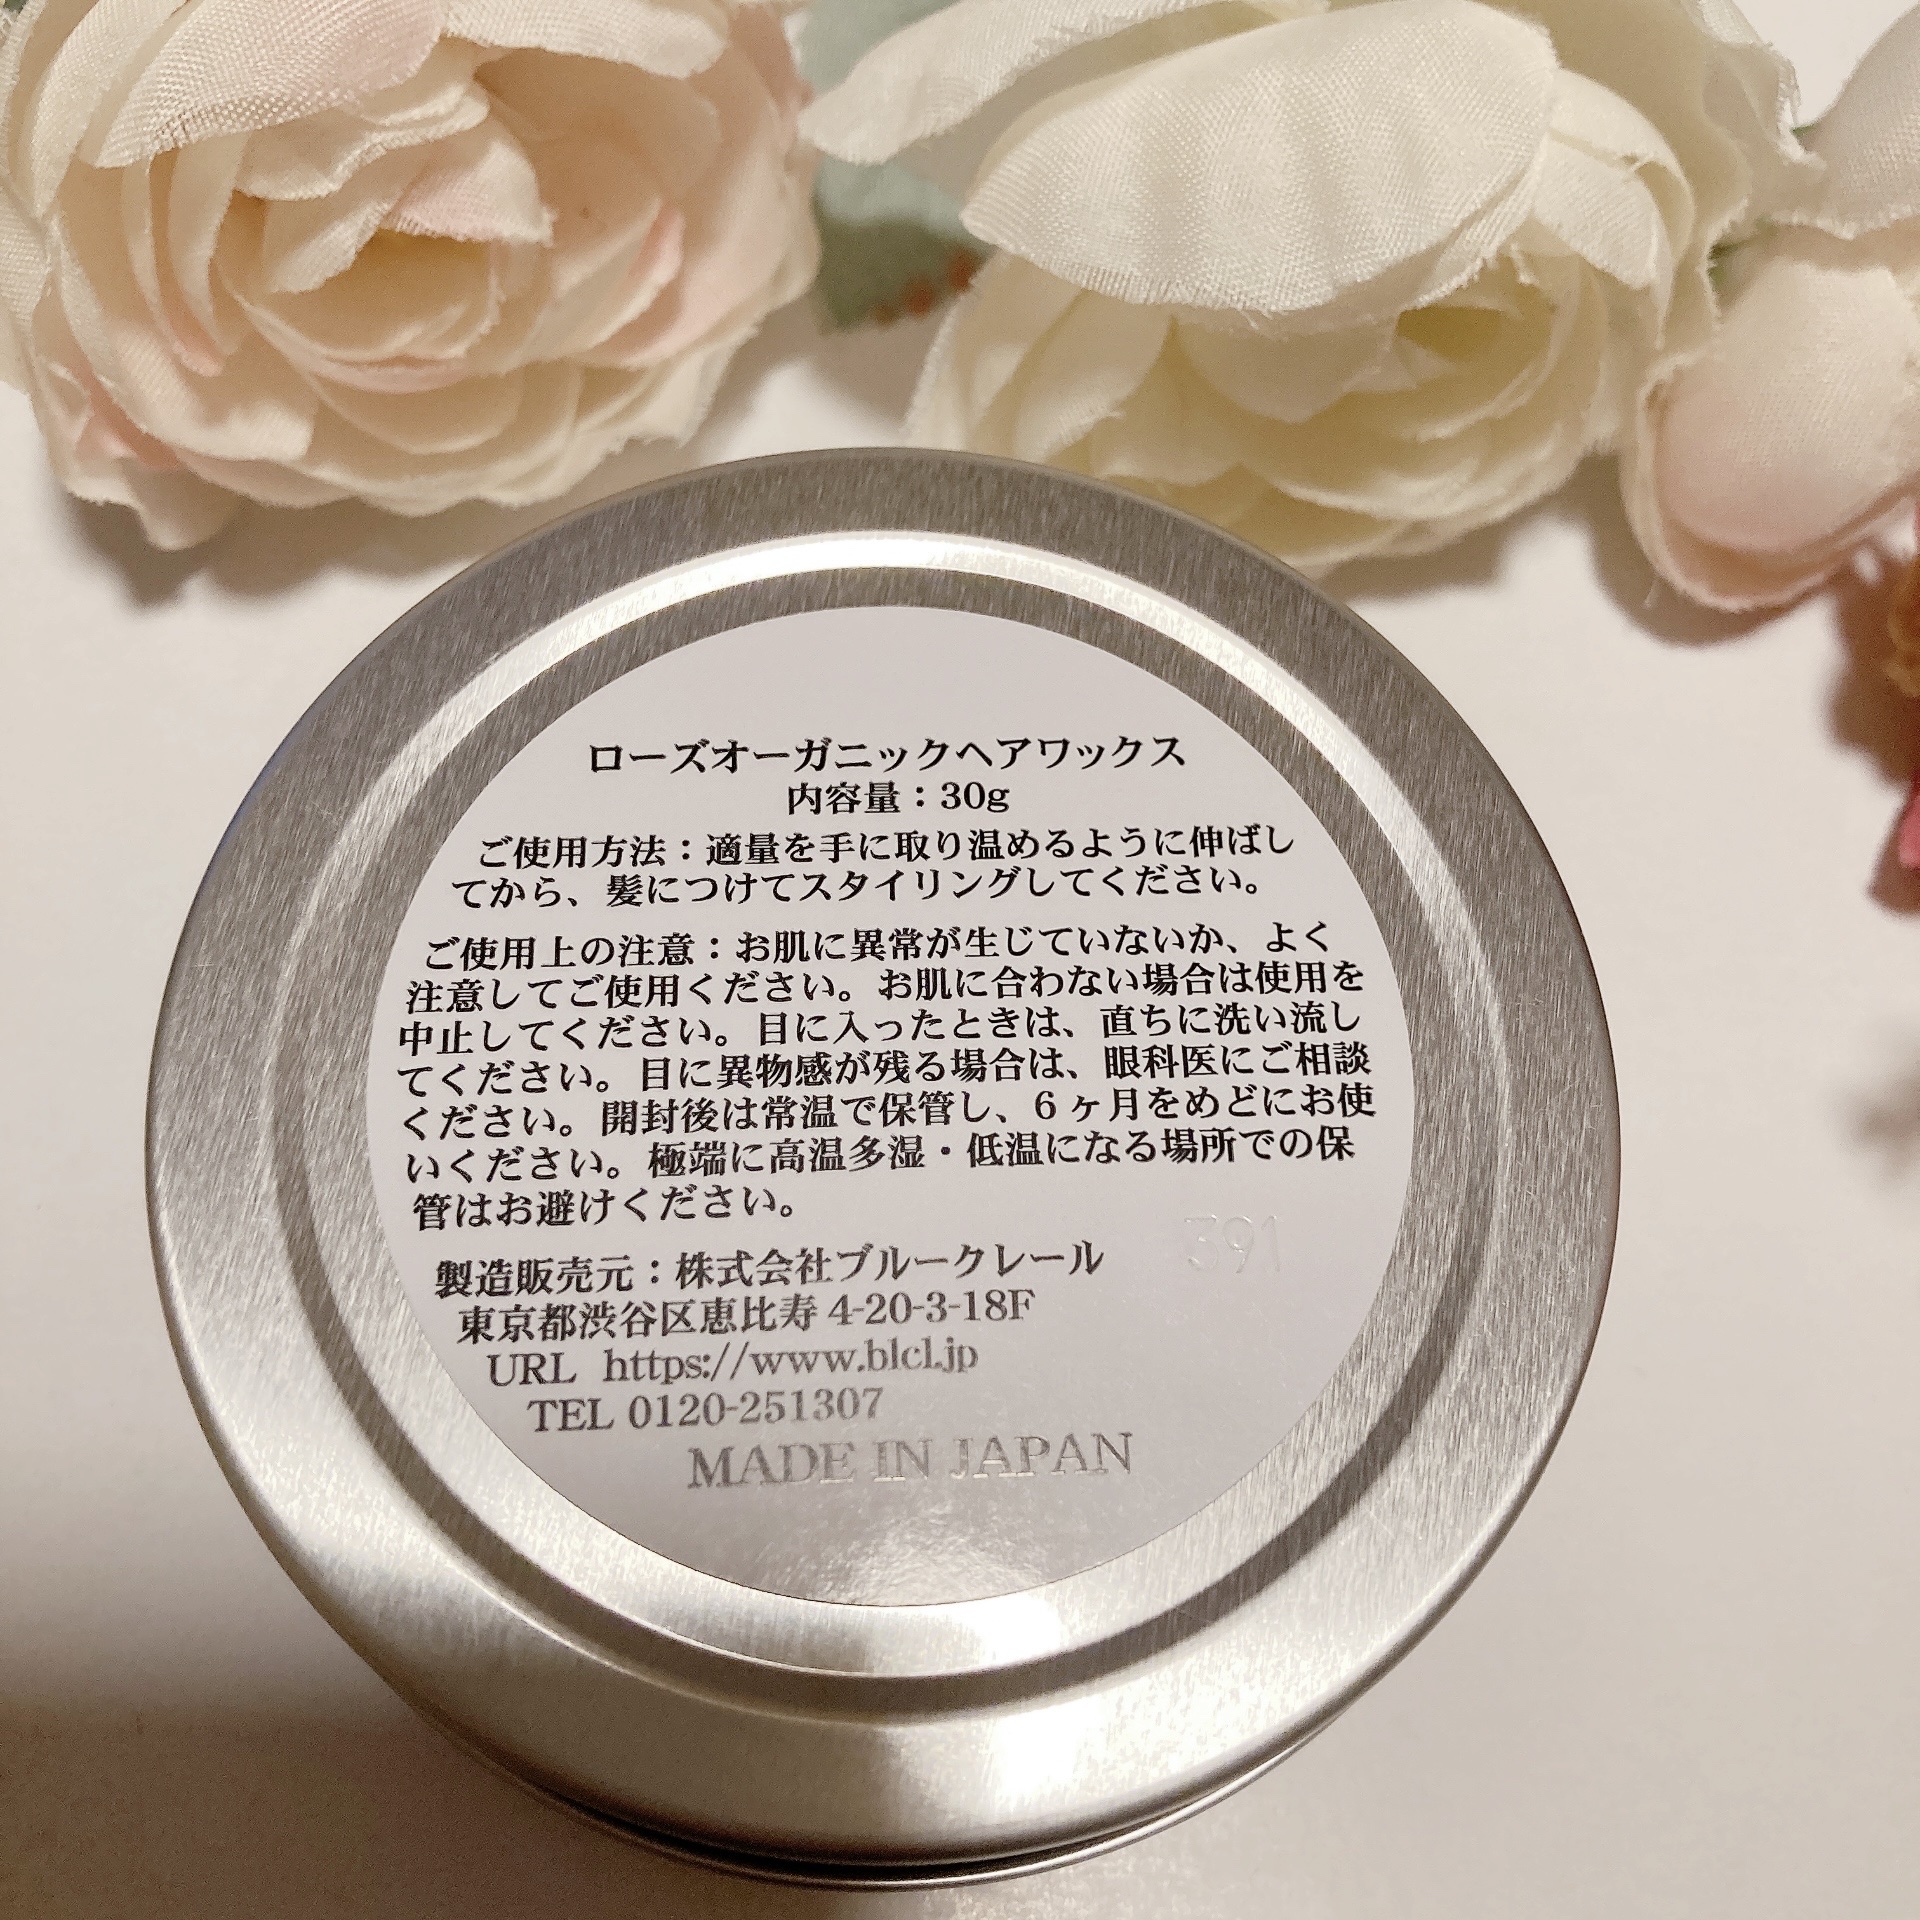 ローズオーガニックヘアワックス
内容量：30g
ご使用方法：適量を手に取り温めるように伸ばし
てから、髪につけてスタイリングしてください。
ご使用上の注意：お肌に異常が生じていないか、よく
注意してご使用ください。お肌に合わない場合は使用を
中止してください。目に入ったときは、直ちに洗い流し
てください。目に異物感が残る場合は、眼科医にご相談
ください。開封後は常温で保管し、６ヶ月をめどにお使
いください。極端に高温多湿・低温になる場所での保
管はお避けください。
391
製造販売元：株式会社ブルークレール
東京都渋谷区恵比寿 4-20-3-18F
URL https://www.blcl.jp
TEL 0120-251307
MADE IN JAPAN